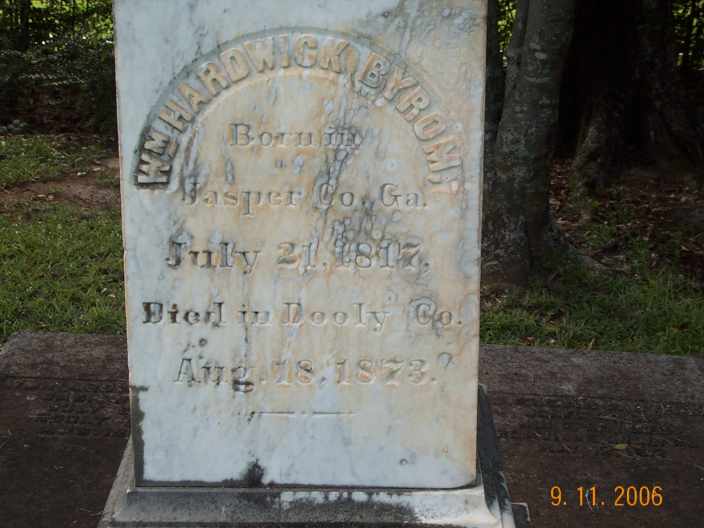 WM HARDWICK BYROM.
Born in
Jasper Co. Ga.
July 21, 1817,
Died in Dooly Co.
Aug. 18, 1873.
9.11.2006